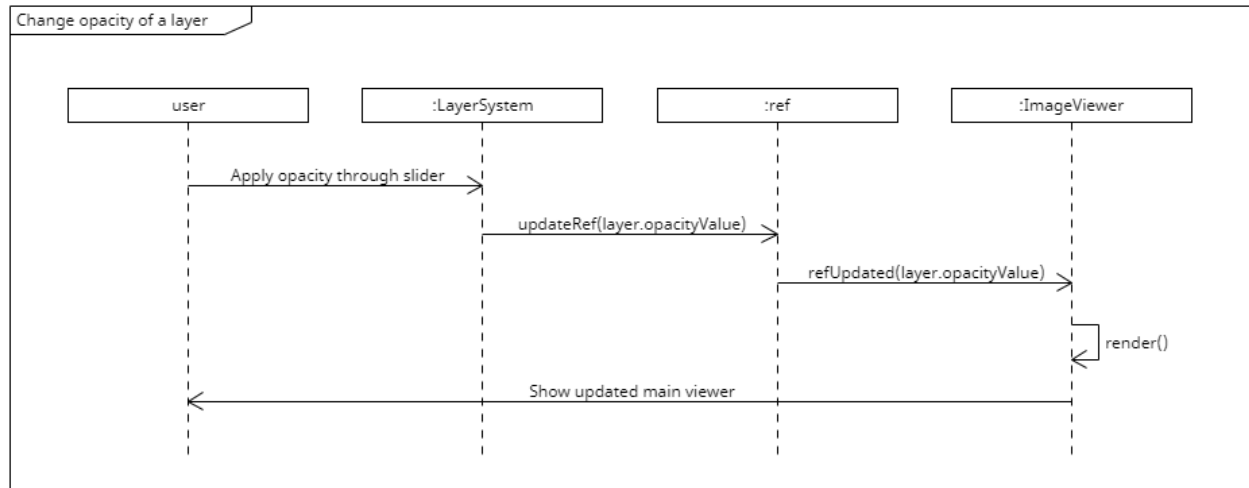 Change opacity of a layer
user
:LayerSystem
:ref
:ImageViewer
Apply opacity through slider
updateRef(layer.opacityValue)
refUpdated(layer.opacityValue)
render()
Show updated main viewer